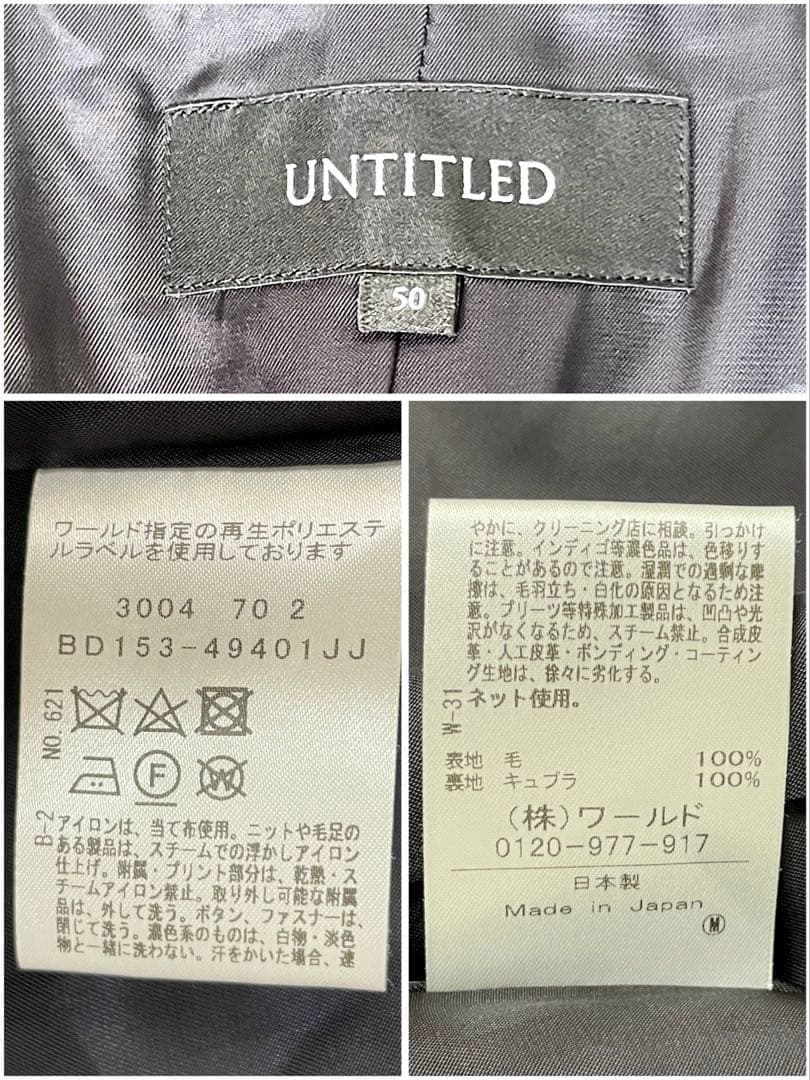 UNTITLED
50
ワールド指定の再生ポリエステ
ルラベルを使用しております
3004 70 2
BD153-49401JJ
NO.621
F
W
B-2
アイロンは、当て布使用。ニットや毛足の
ある製品は、スチームでの浮かしアイロン
仕上げ。附属・プリント部分は、乾熱・ス
チームアイロン禁止。取り外し可能な附属
品は、外して洗う。ボタン、ファスナーは、
閉じて洗う。濃色系のものは、白物・淡色
物と一緒に洗わない。汗をかいた場合、速
やかに、クリーニング店に相談。引っかけ
に注意。インディゴ等濃色品は、色移りす
ることがあるので注意。湿潤での過剰な摩
擦は、毛羽立ち・白化の原因となるため注
意。プリーツ等特殊加工製品は、凹凸や光
沢がなくなるため、スチーム禁止。合成皮
革・人工皮革・ボンディング・コーティン
グ生地は、徐々に劣化する。
W-31
ネット使用。
表地 毛 100%
裏地 キュプラ 100%
(株)ワールド
0120-977-917
日本製
Made in Japan
M